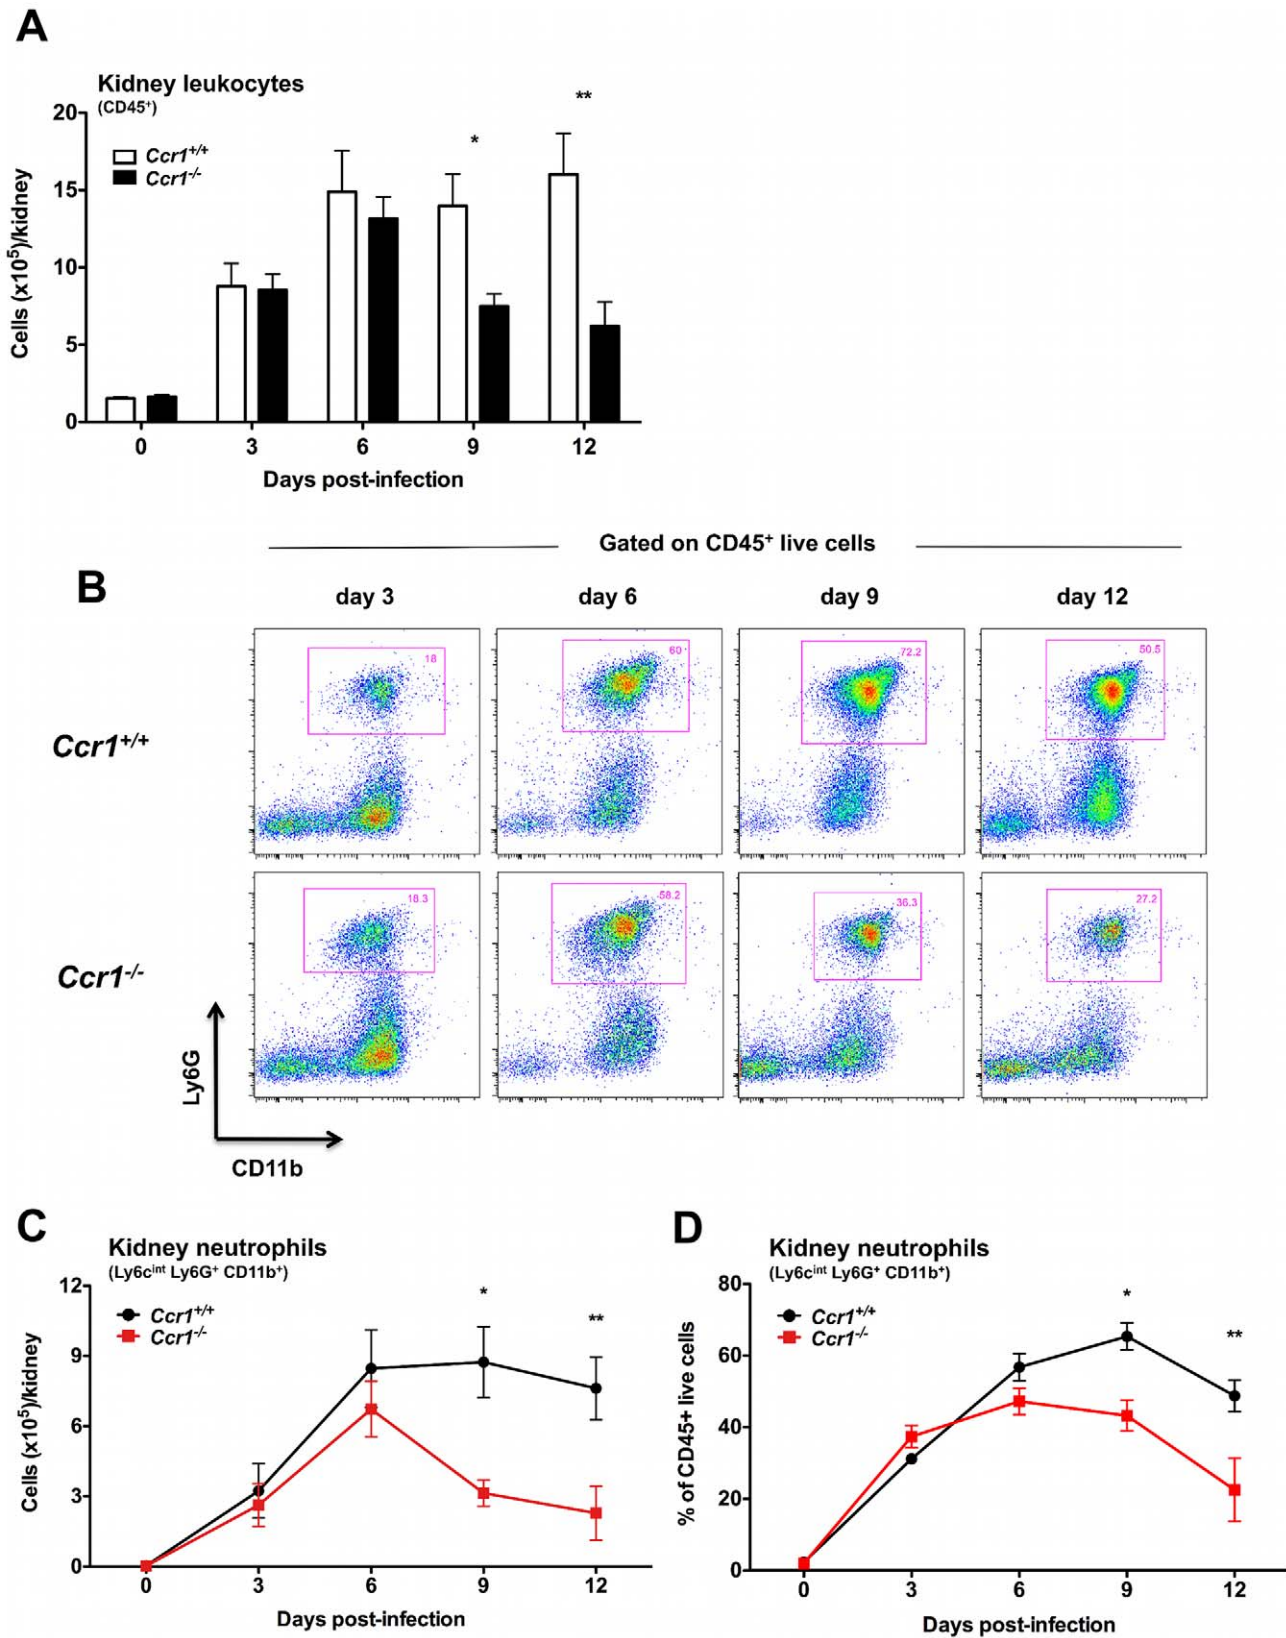 A
Kidney leukocytes
(CD45⁺)
Ccr1⁺/⁺
Ccr1⁻/⁻
Cells (x10⁵)/kidney
20
15
10
5
0
0 3 6 9 12
*
**
Days post-infection
Gated on CD45⁺ live cells
B
day 3 day 6 day 9 day 12
Ccr1⁺/⁺
18 60 72.2 50.5
Ccr1⁻/⁻
18.3 58.2 36.3 27.2
Ly6G
CD11b
C
Kidney neutrophils
(Ly6cⁱⁿᵗ Ly6G⁺ CD11b⁺)
Ccr1⁺/⁺
Ccr1⁻/⁻
Cells (x10⁵)/kidney
12
9
6
3
0
0 3 6 9 12
*
**
Days post-infection
D
Kidney neutrophils
(Ly6cⁱⁿᵗ Ly6G⁺ CD11b⁺)
Ccr1⁺/⁺
Ccr1⁻/⁻
% of CD45+ live cells
80
60
40
20
0
0 3 6 9 12
*
**
Days post-infection